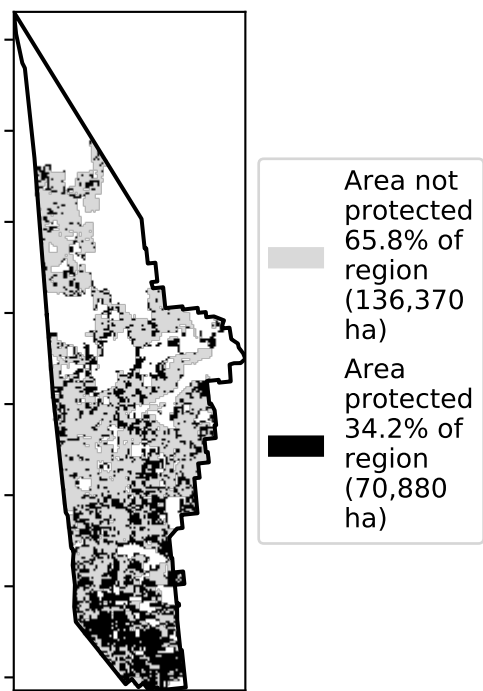 Area not
protected
65.8% of
region
(136,370
ha)
Area
protected
34.2% of
region
(70,880
ha)